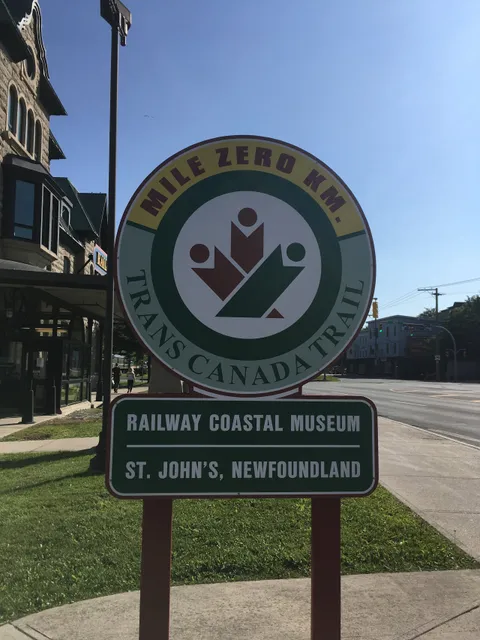 MILE ZERO KM.
TRANS CANADA TRAIL
RAILWAY COASTAL MUSEUM
ST. JOHN'S, NEWFOUNDLAND